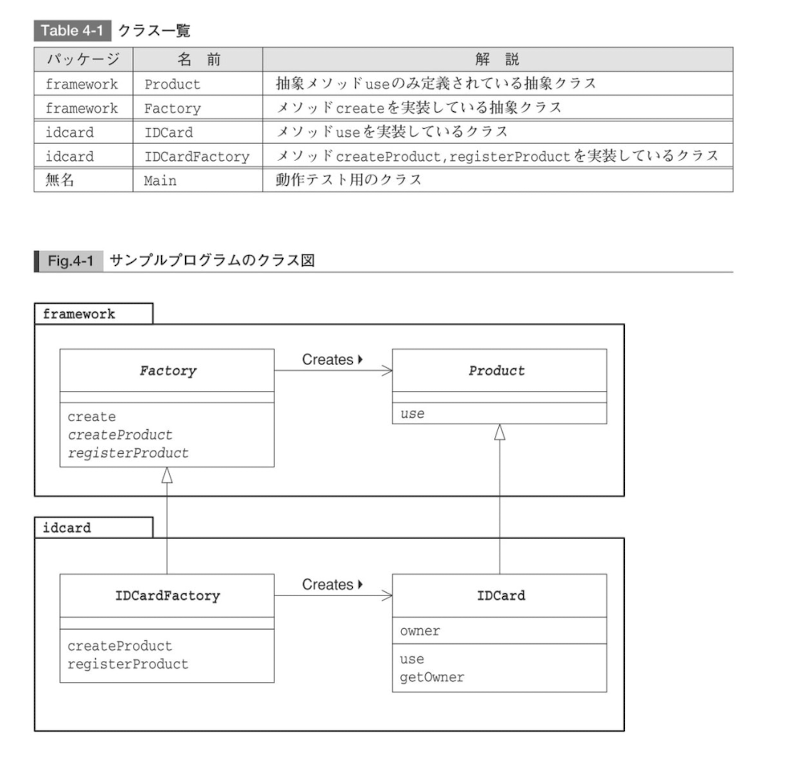 Table 4-1 クラス一覧
パッケージ 名 前 解 説
framework Product 抽象メソッドuseのみ定義されている抽象クラス
framework Factory メソッドcreateを実装している抽象クラス
idcard IDCard メソッドuseを実装しているクラス
idcard IDCardFactory メソッドcreateProduct,registerProductを実装しているクラス
無名 Main 動作テスト用のクラス
Fig.4-1 サンプルプログラムのクラス図
framework
Factory
create
createProduct
registerProduct
Creates
Product
use
idcard
IDCardFactory
createProduct
registerProduct
Creates
IDCard
owner
use
getOwner